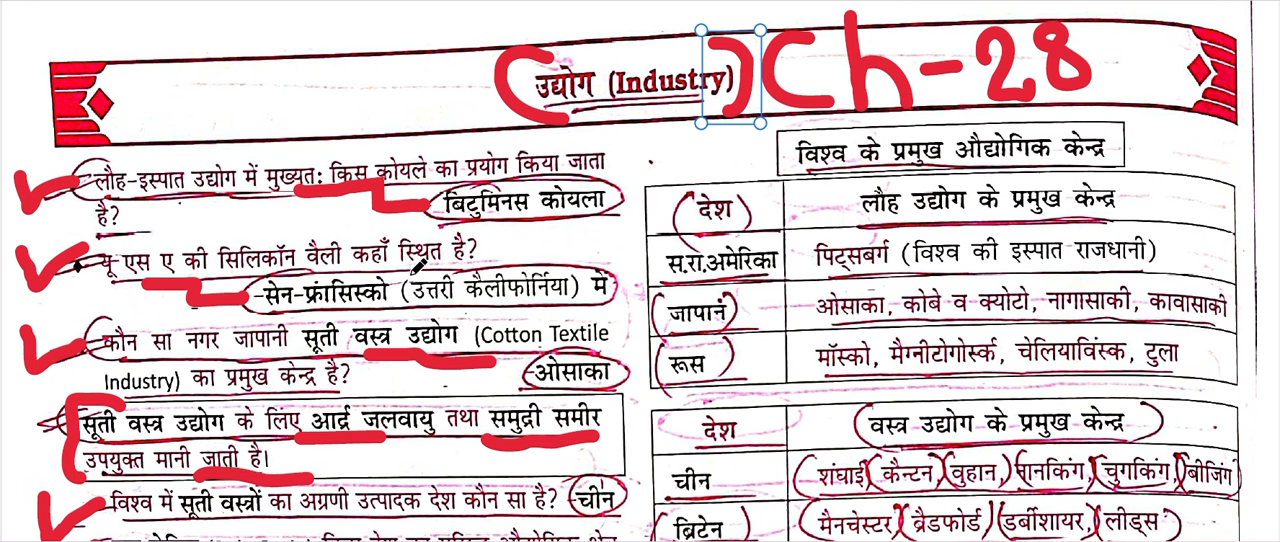 उद्योग (Industry) Ch-28
लौह-इस्पात उद्योग में मुख्यतः किस कोयले का प्रयोग किया जाता
है?
बिटुमिनस कोयला
यू एस ए की सिलिकॉन वैली कहाँ स्थित है?
-सेन-फ्रांसिस्को (उत्तरी कैलीफोर्निया) में
कौन सा नगर जापानी सूती वस्त्र उद्योग (Cotton Textile
Industry) का प्रमुख केन्द्र है?
ओसाका
सूती वस्त्र उद्योग के लिए आर्द्र जलवायु तथा समुद्री समीर
उपयुक्त मानी जाती है।
विश्व में सूती वस्त्रों का अग्रणी उत्पादक देश कौन सा है? -चीन
विश्व के प्रमुख औद्योगिक केन्द्र
देश लौह उद्योग के प्रमुख केन्द्र
स.रा.अमेरिका पिट्सबर्ग (विश्व की इस्पात राजधानी)
जापान ओसाका, कोबे व क्योटो, नागासाकी, कावासाकी
रूस मॉस्को, मैग्नीटोगोर्स्क, चेलियाविंस्क, टुला
देश वस्त्र उद्योग के प्रमुख केन्द्र
चीन शंघाई, कैन्टन, वुहान, नानकिंग, चुगकिंग, बीजिंग
ब्रिटेन मैनचेस्टर, ब्रैडफोर्ड, डर्बीशायर, लीड्स